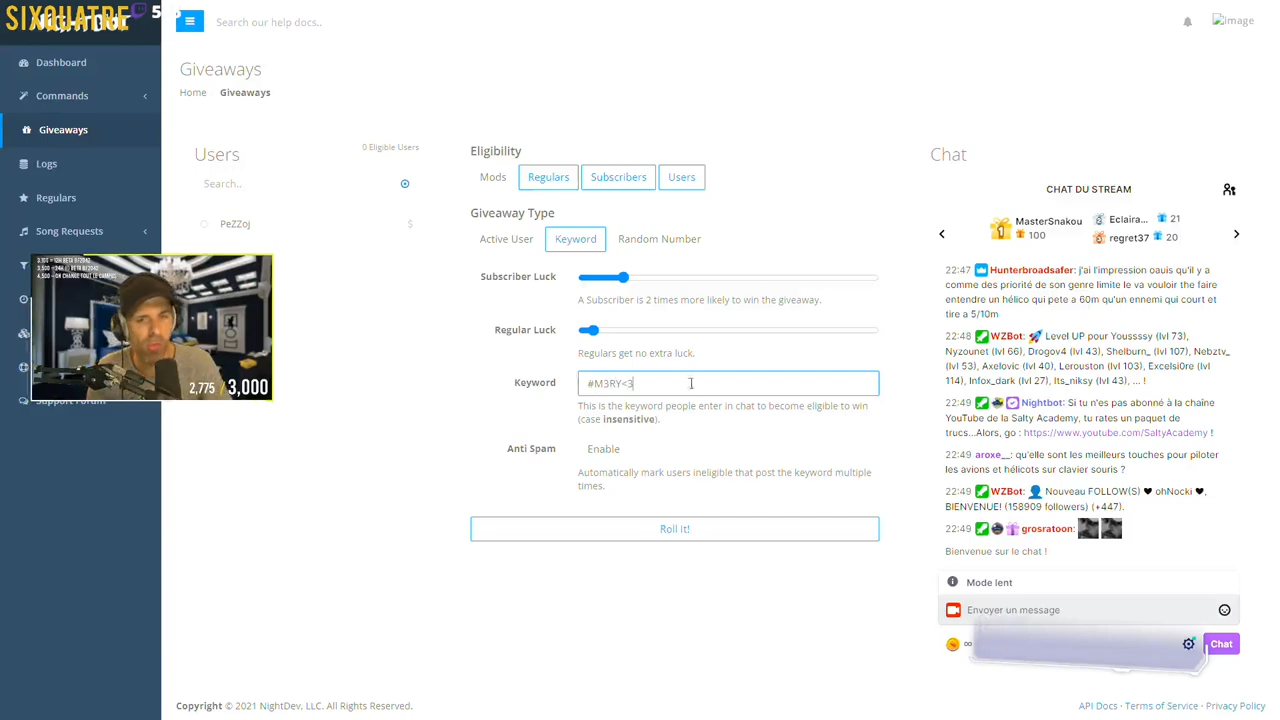 SIXQUATRE
Search our help docs..
Image
Dashboard
Commands
Giveaways
Logs
Regulars
Song Requests
Giveaways
Home
Giveaways
Users
0 Eligible Users
Search..
PeZZoj
$
2,775 / 3,000
Eligibility
Mods
Regulars
Subscribers
Users
Giveaway Type
Active User
Keyword
Random Number
Subscriber Luck
A Subscriber is 2 times more likely to win the giveaway.
Regular Luck
Regulars get no extra luck.
Keyword
#M3RY<3
This is the keyword people enter in chat to become eligible to win
(case insensitive).
Anti Spam
Enable
Automatically mark users ineligible that post the keyword multiple
times.
Roll It!
Chat
CHAT DU STREAM
1
MasterSnakou
100
Eclaira...
21
regret37
20
22:47 Hunterbroadsafer: j'ai l'impression oauis qu'il y a
comme des priorité de son genre limite le va vouloir the faire
entendre un hélico qui pete a 60m qu'un ennemi qui court et
tire a 5/10m
22:48 WZBot: 🚀 Level UP pour Youssssy (lvl 73),
Nyzounet (lvl 66), Drogov4 (lvl 43), Shelburn_ (lvl 107), Nebztv_
(lvl 53), Axelovic (lvl 40), Lerouston (lvl 103), Excelsi0re (lvl
114), Infox_dark (lvl 27), Its_niksy (lvl 43), ... !
22:49 Nightbot: Si tu n'es pas abonné à la chaîne
YouTube de la Salty Academy, tu rates un paquet de
trucs...Alors, go : https://www.youtube.com/SaltyAcademy !
22:49 aroxe__: qu'elle sont les meilleurs touches pour piloter
les avions et hélicots sur clavier souris ?
22:49 WZBot: 👤 Nouveau FOLLOW(S) ♥ ohNocki ♥,
BIENVENUE! (158909 followers) (+447).
22:49 grosratoon:
Bienvenue sur le chat !
Mode lent
Envoyer un message
∞
Chat
Copyright © 2021 NightDev, LLC. All Rights Reserved.
API Docs · Terms of Service · Privacy Policy